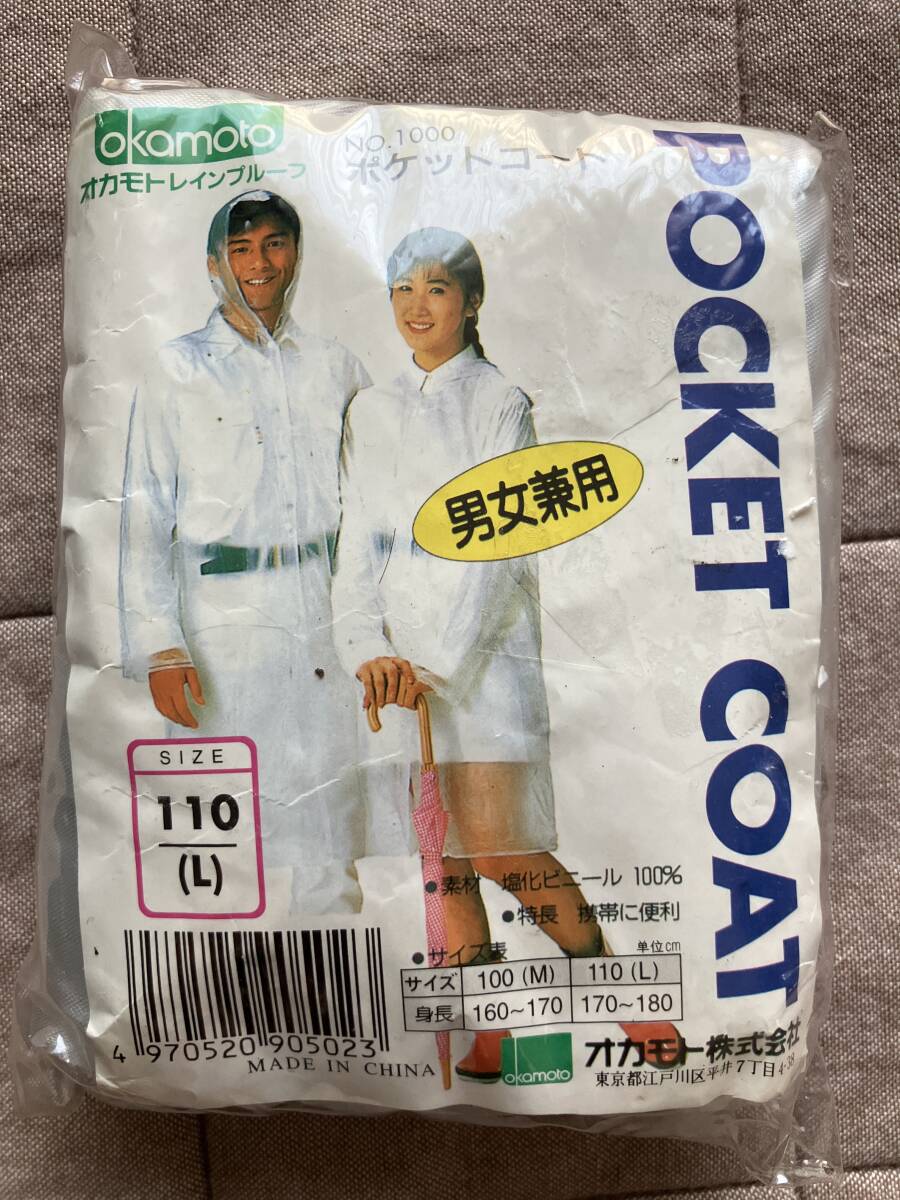 okamoto
オカモトレインプルーフ
NO.1000
ポケットコート
POCKET COAT
男女兼用
SIZE
110
(L)
●素材 塩化ビニール 100%
●特長 携帯に便利
●サイズ表 単位cm
サイズ 100(M) 110(L)
身長 160~170 170~180
4 970520 905023
MADE IN CHINA
okamoto
オカモト株式会社
東京都江戸川区平井7丁目4-38